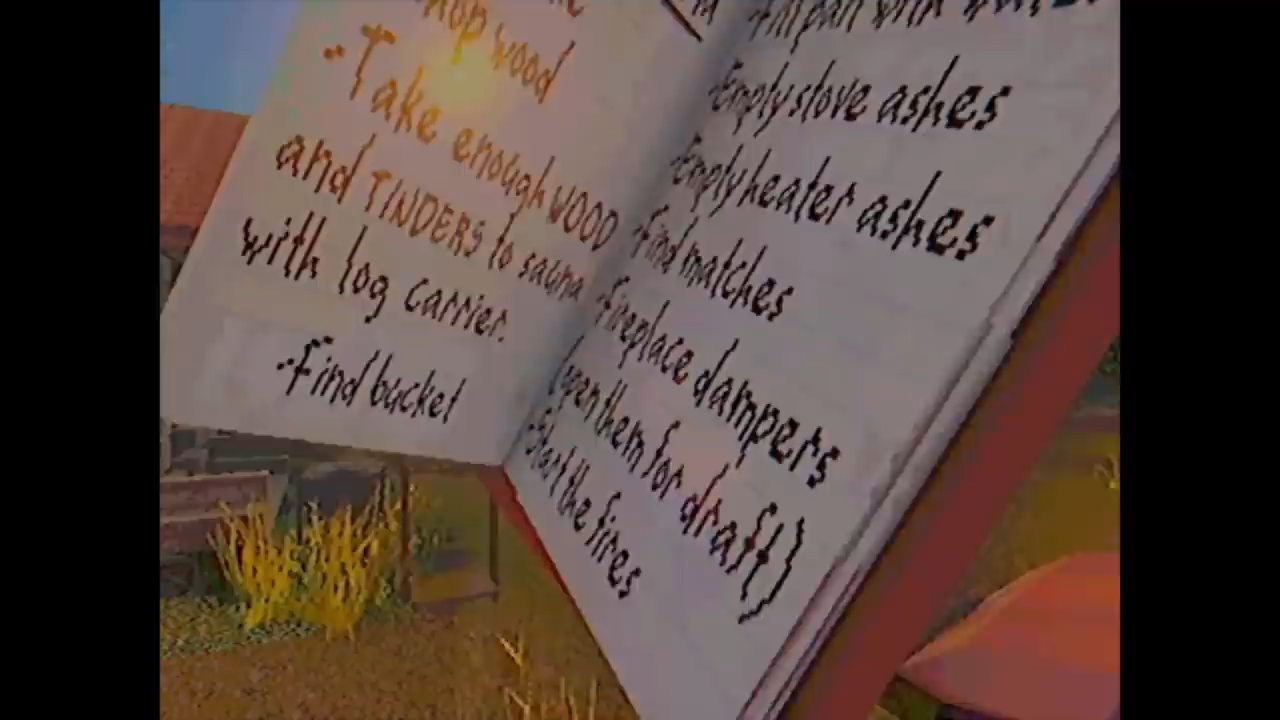 wood
-Take enough WOOD
and TINDERS to sauna
with log carrier.
-Find bucket
-Empty stove ashes
-Empty heater ashes
-Find matches
-Fireplace dampers
(open them for draft)
-Start the fires